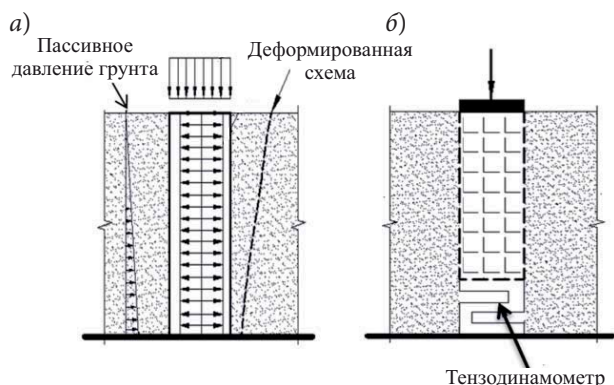 а)
Пассивное
давление грунта
Деформированная
схема
б)
Тензодинамометр